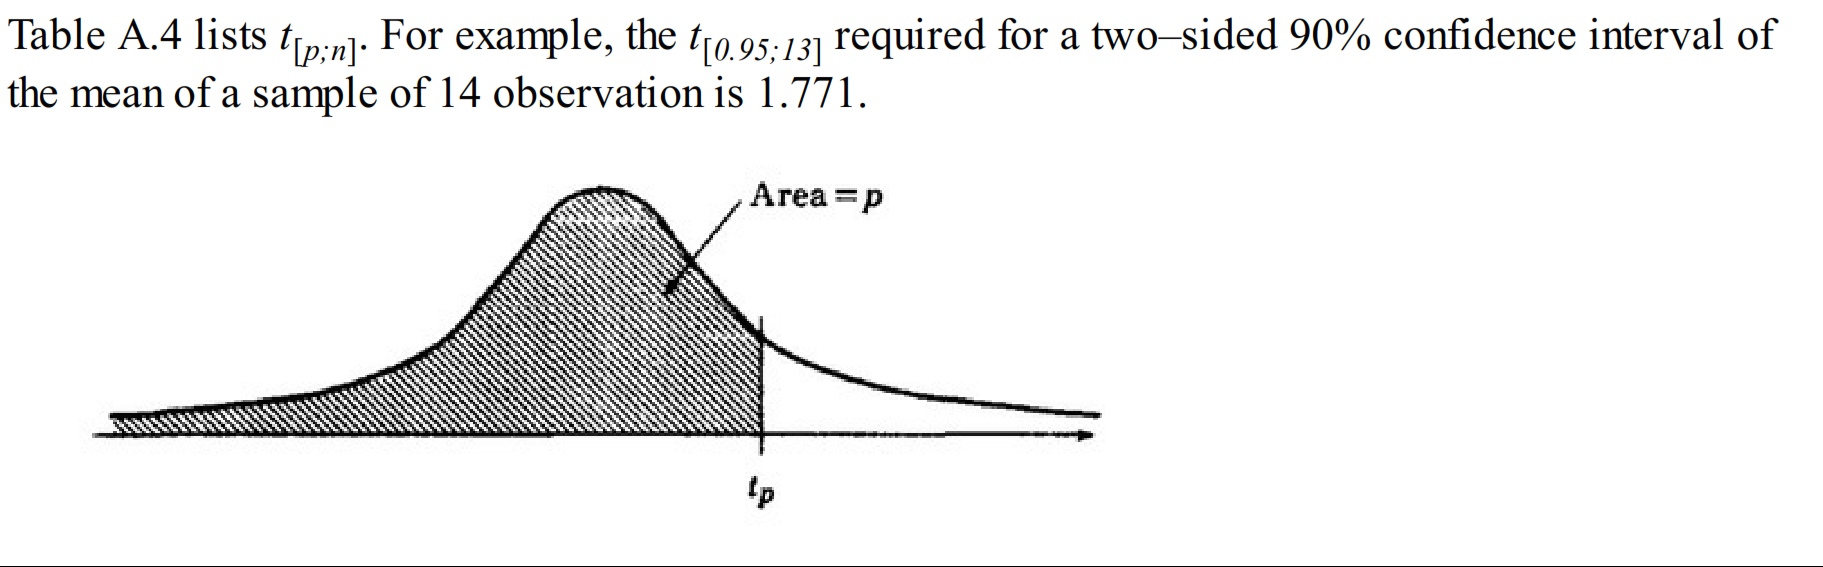 Table A.4 lists t[p;n]. For example, the t[0.95;13] required for a two–sided 90% confidence interval of
the mean of a sample of 14 observation is 1.771.
Area = p
tp